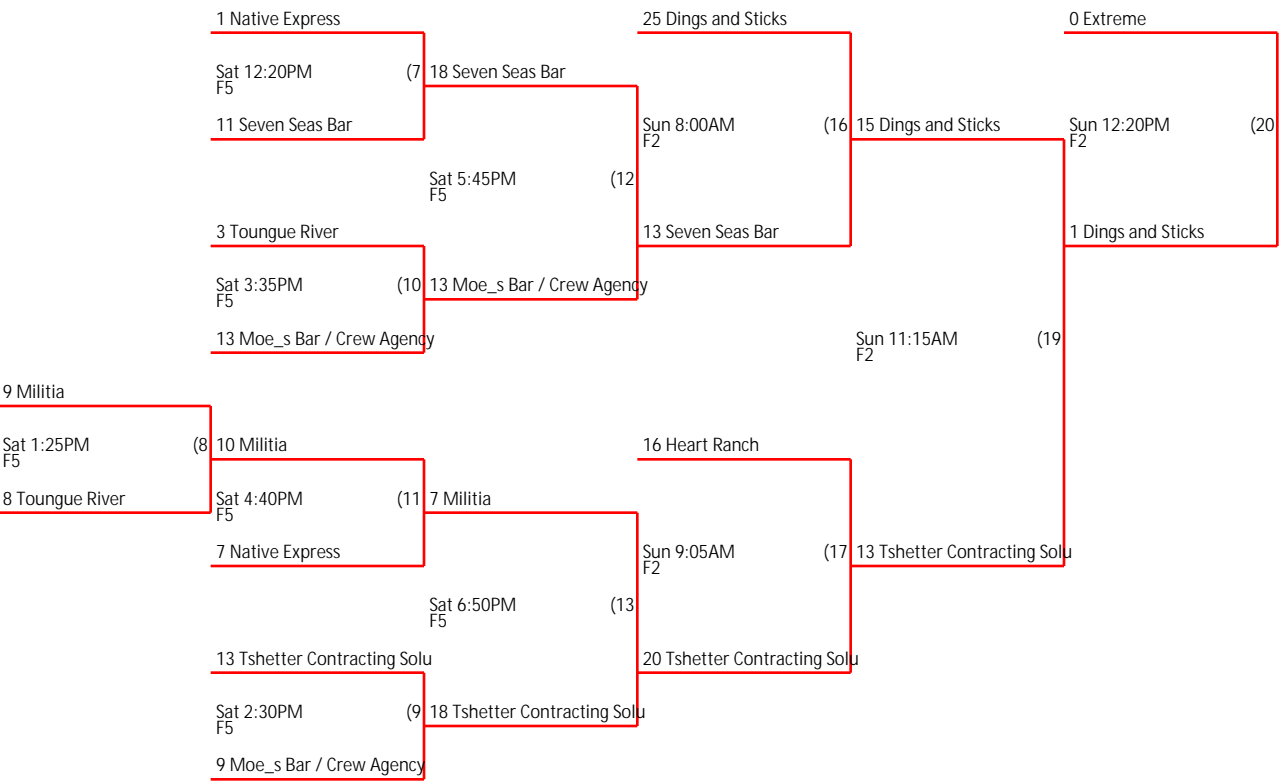 1 Native Express
25 Dings and Sticks
0 Extreme
Sat 12:20PM
F5
(7
18 Seven Seas Bar
11 Seven Seas Bar
Sun 8:00AM
F2
(16
15 Dings and Sticks
Sun 12:20PM
F2
(20
Sat 5:45PM
F5
(12
3 Toungue River
13 Seven Seas Bar
1 Dings and Sticks
Sat 3:35PM
F5
(10
13 Moe_s Bar / Crew Agency
13 Moe_s Bar / Crew Agency
Sun 11:15AM
F2
(19
9 Militia
Sat 1:25PM
F5
(8
10 Militia
16 Heart Ranch
8 Toungue River
Sat 4:40PM
F5
(11
7 Militia
7 Native Express
Sun 9:05AM
F2
(17
13 Tshetter Contracting Solu
Sat 6:50PM
F5
(13
13 Tshetter Contracting Solu
20 Tshetter Contracting Solu
Sat 2:30PM
F5
(9
18 Tshetter Contracting Solu
9 Moe_s Bar / Crew Agency